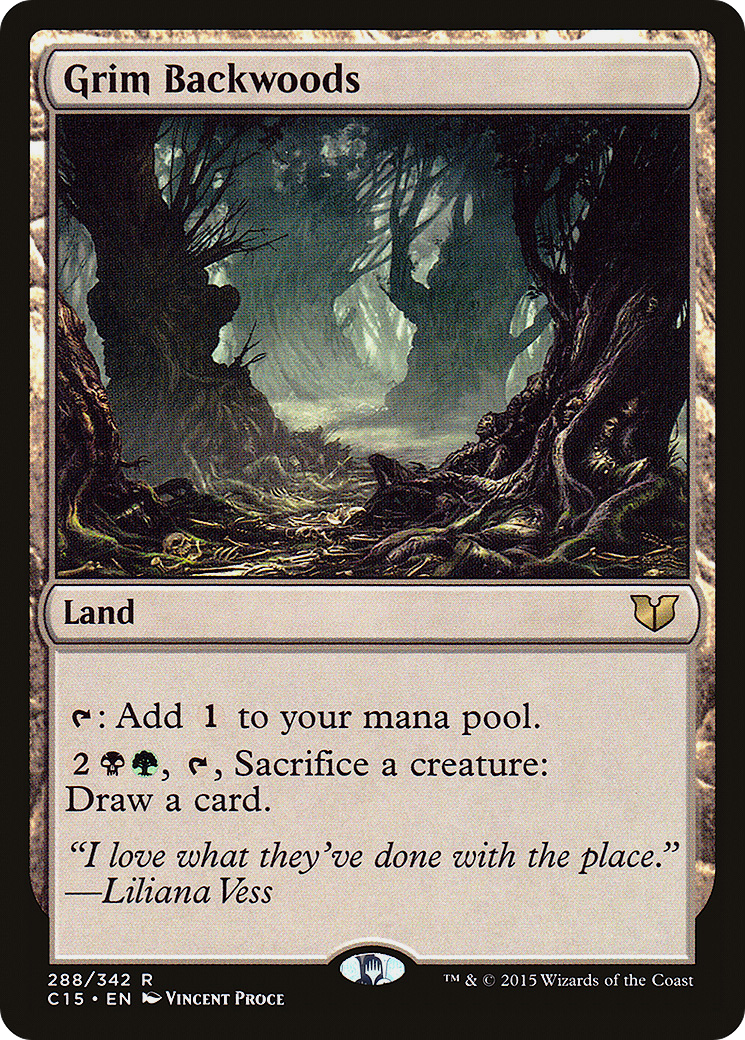 Grim Backwoods
Land
: Add 1 to your mana pool.
2 , , Sacrifice a creature:
Draw a card.
“I love what they’ve done with the place.”
—Liliana Vess
288/342 R
C15 • EN Vincent Proce
™ & © 2015 Wizards of the Coast